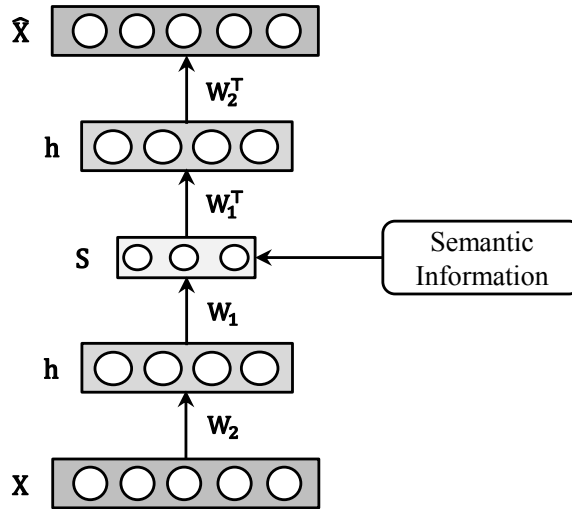 X̂
W₂ᵀ
h
W₁ᵀ
S
Semantic
Information
W₁
h
W₂
X